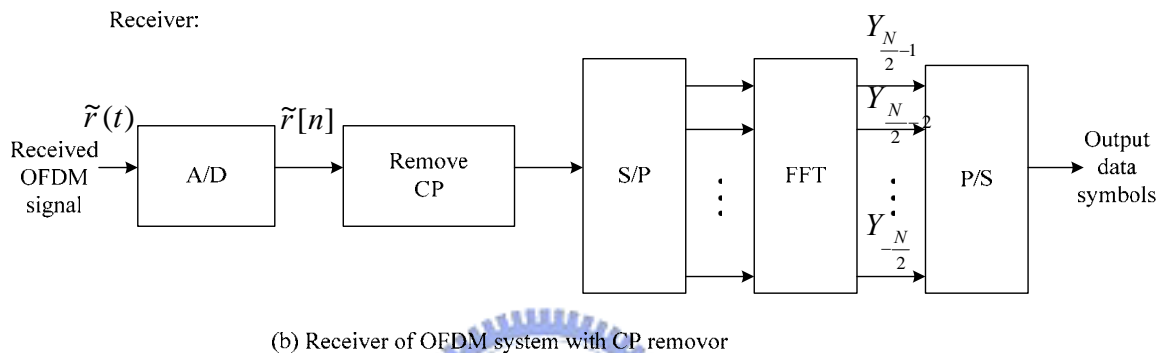 Receiver:
r̃(t)
Received
OFDM
signal
A/D
r̃[n]
Remove
CP
S/P
FFT
Y_{N/2-1}
Y_{N/2-2}
Y_{-N/2}
P/S
Output
data
symbols
(b) Receiver of OFDM system with CP removor